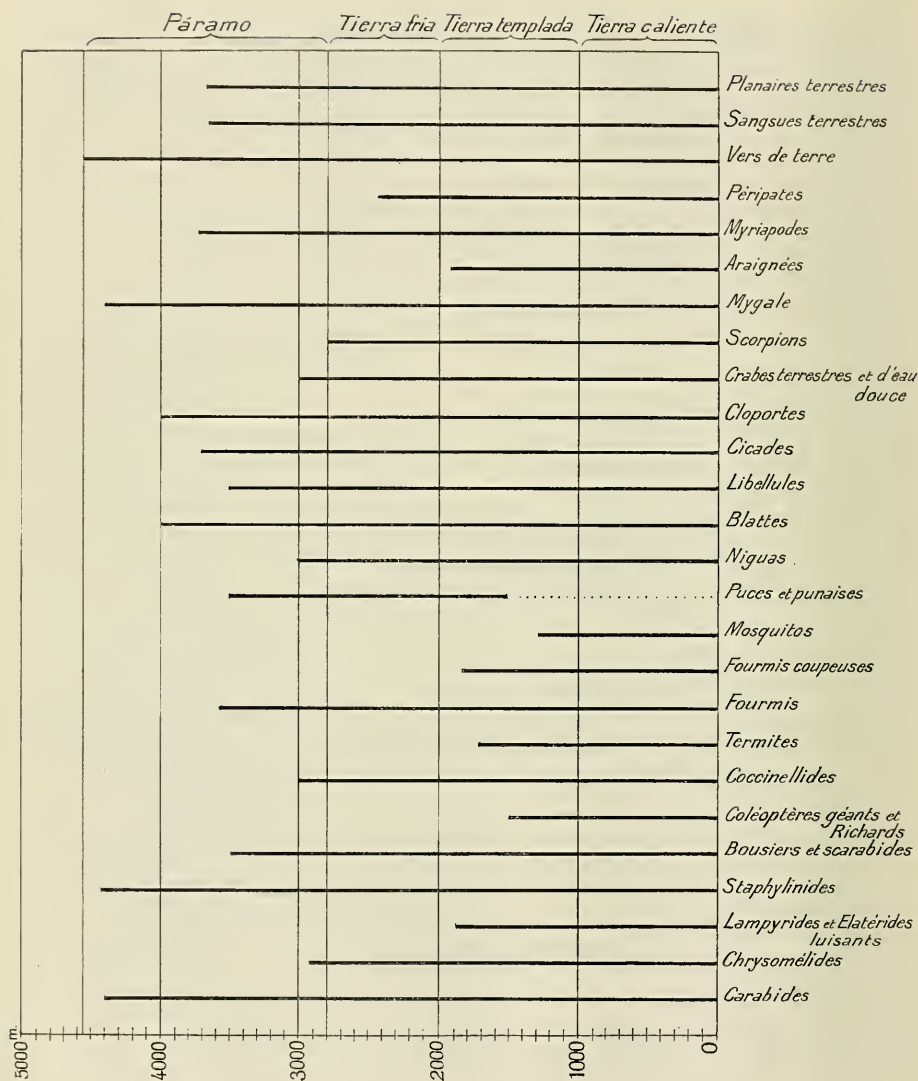 Páramo Tierra fria Tierra templada Tierra caliente
Planaires terrestres
Sangsues terrestres
Vers de terre
Péripates
Myriapodes
Araignées
Mygale
Scorpions
Crabes terrestres et d'eau
douce
Cloportes
Cicades
Libellules
Blattes
Niguas
Puces et punaises
Mosquitos
Fourmis coupeuses
Fourmis
Termites
Coccinellides
Coléoptères géants et
Richards
Bousiers et scarabides
Staphylinides
Lampyrides et Elatérides
luisants
Chrysomélides
Carabides
5000 m. 4000 3000 2000 1000 0